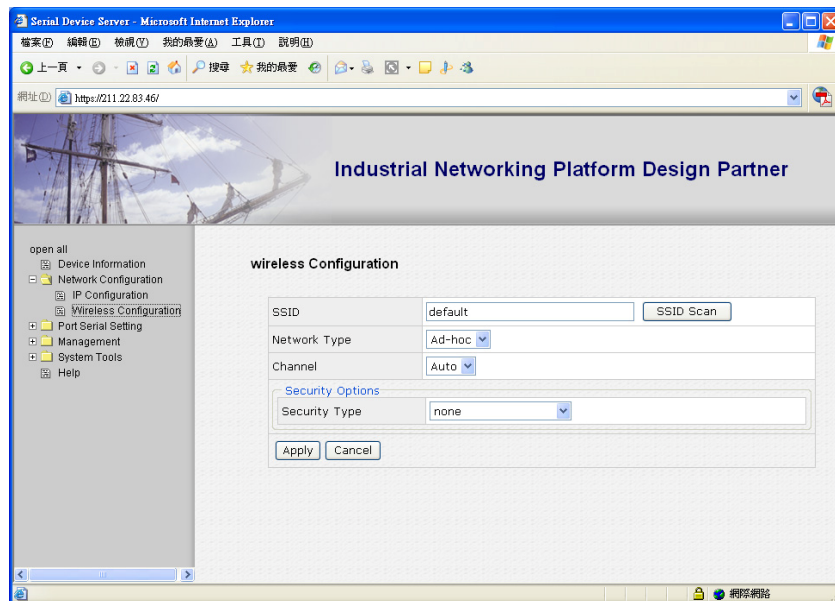 Serial Device Server - Microsoft Internet Explorer
檔案(F) 編輯(E) 檢視(V) 我的最愛(A) 工具(T) 說明(H)
上一頁 搜尋 我的最愛
網址(D) https://211.22.83.46/
Industrial Networking Platform Design Partner
open all
Device Information
Network Configuration
IP Configuration
Wireless Configuration
Port Serial Setting
Management
System Tools
Help
wireless Configuration
SSID default SSID Scan
Network Type Ad-hoc
Channel Auto
Security Options
Security Type none
Apply Cancel
網際網路